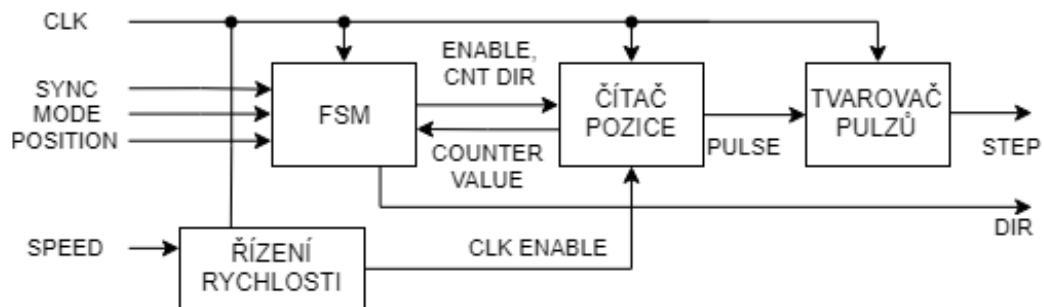 CLK
ENABLE,
CNT DIR
SYNC
MODE
POSITION
FSM
ČÍTAČ
POZICE
TVAROVAČ
PULZŮ
COUNTER
VALUE
PULSE
STEP
DIR
SPEED
ŘÍZENÍ
RYCHLOSTI
CLK ENABLE